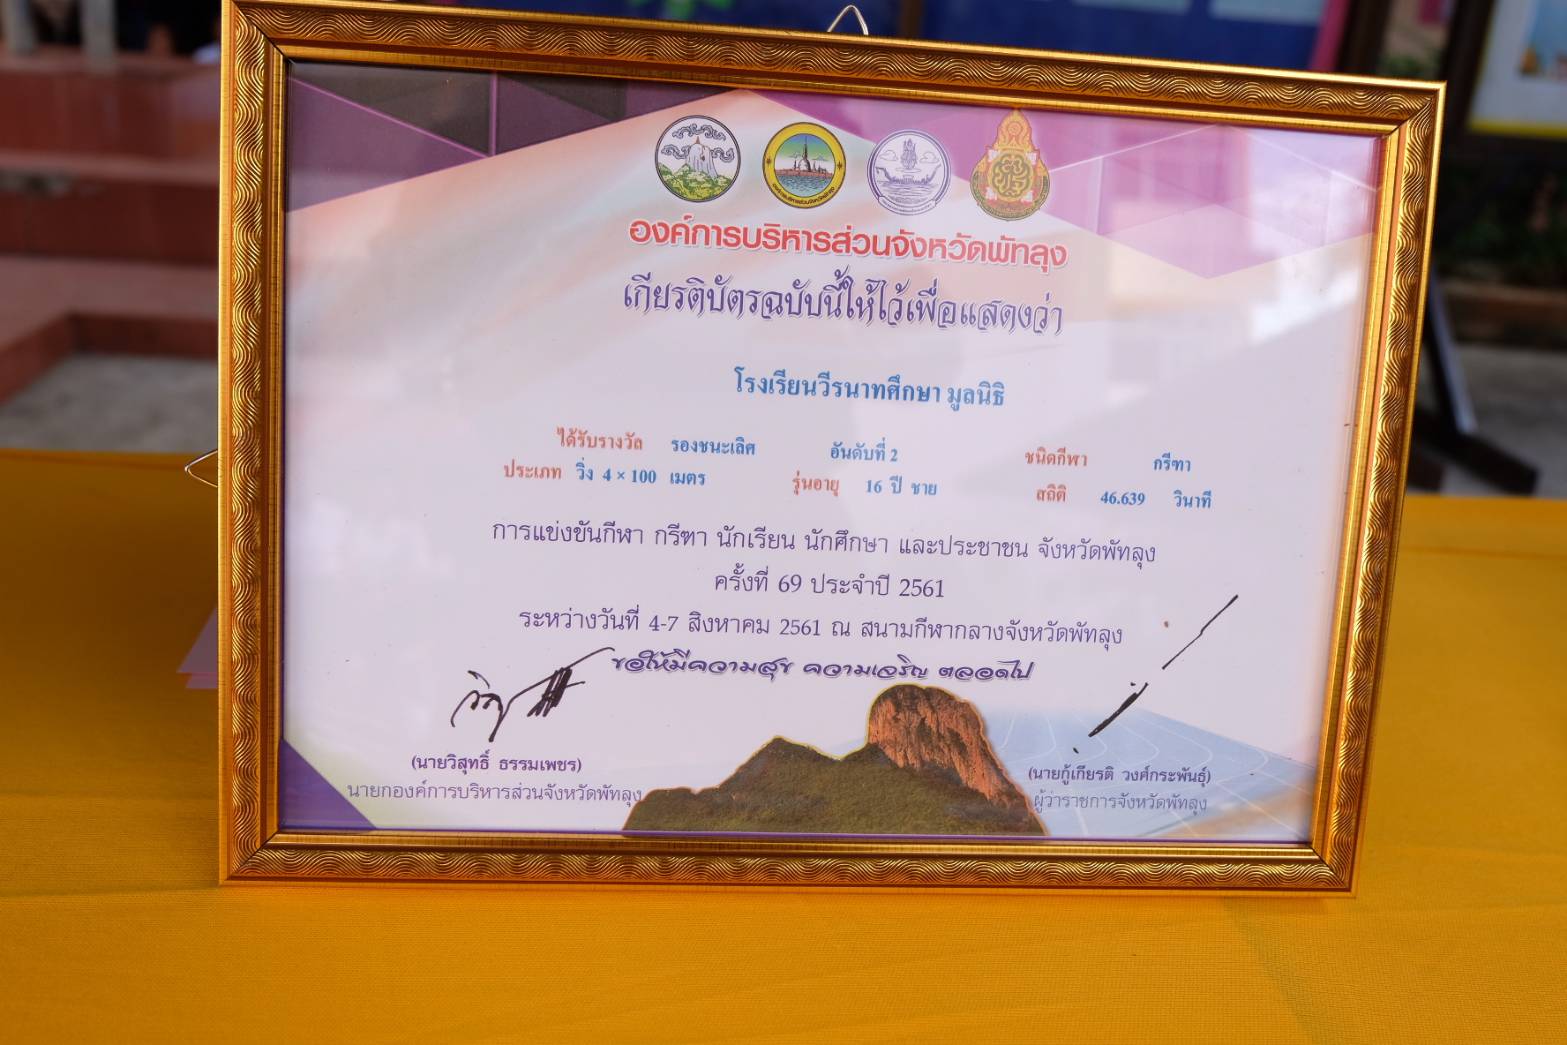 องค์การบริหารส่วนจังหวัดพัทลุง
เกียรติบัตรฉบับนี้ให้ไว้เพื่อแสดงว่า
โรงเรียนวีรนาทศึกษา มูลนิธิ
ได้รับรางวัล รองชนะเลิศ อันดับที่ 2 ชนิดกีฬา กรีฑา
ประเภท วิ่ง 4 × 100 เมตร รุ่นอายุ 16 ปี ชาย สถิติ 46.639 วินาที
การแข่งขันกีฬา กรีฑา นักเรียน นักศึกษา และประชาชน จังหวัดพัทลุง
ครั้งที่ 69 ประจำปี 2561
ระหว่างวันที่ 4-7 สิงหาคม 2561 ณ สนามกีฬากลางจังหวัดพัทลุง
ขอให้มีความสุข ความเจริญ ตลอดไป
(นายวิสุทธิ์ ธรรมเพชร)
นายกองค์การบริหารส่วนจังหวัดพัทลุง
(นายกู้เกียรติ วงศ์กระพันธุ์)
ผู้ว่าราชการจังหวัดพัทลุง